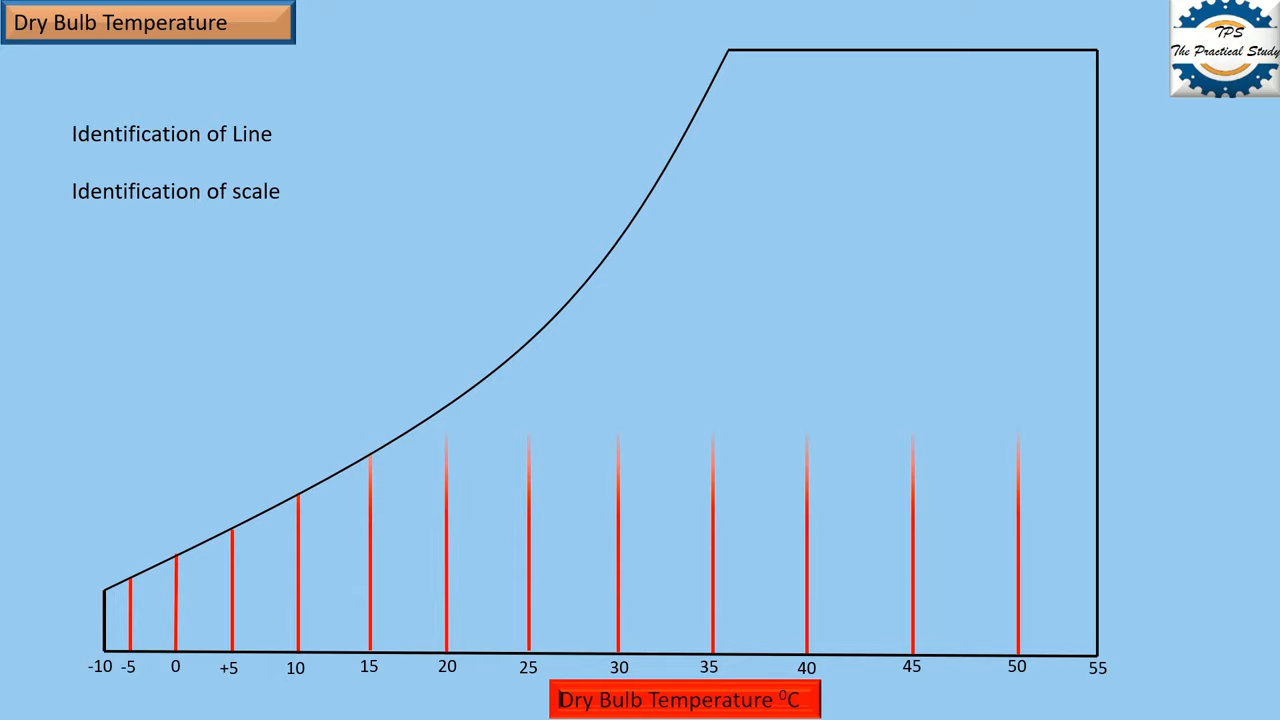 Dry Bulb Temperature
TPS
The Practical Study
Identification of Line
Identification of scale
-10 -5 0 +5 10 15 20 25 30 35 40 45 50 55
Dry Bulb Temperature ⁰C